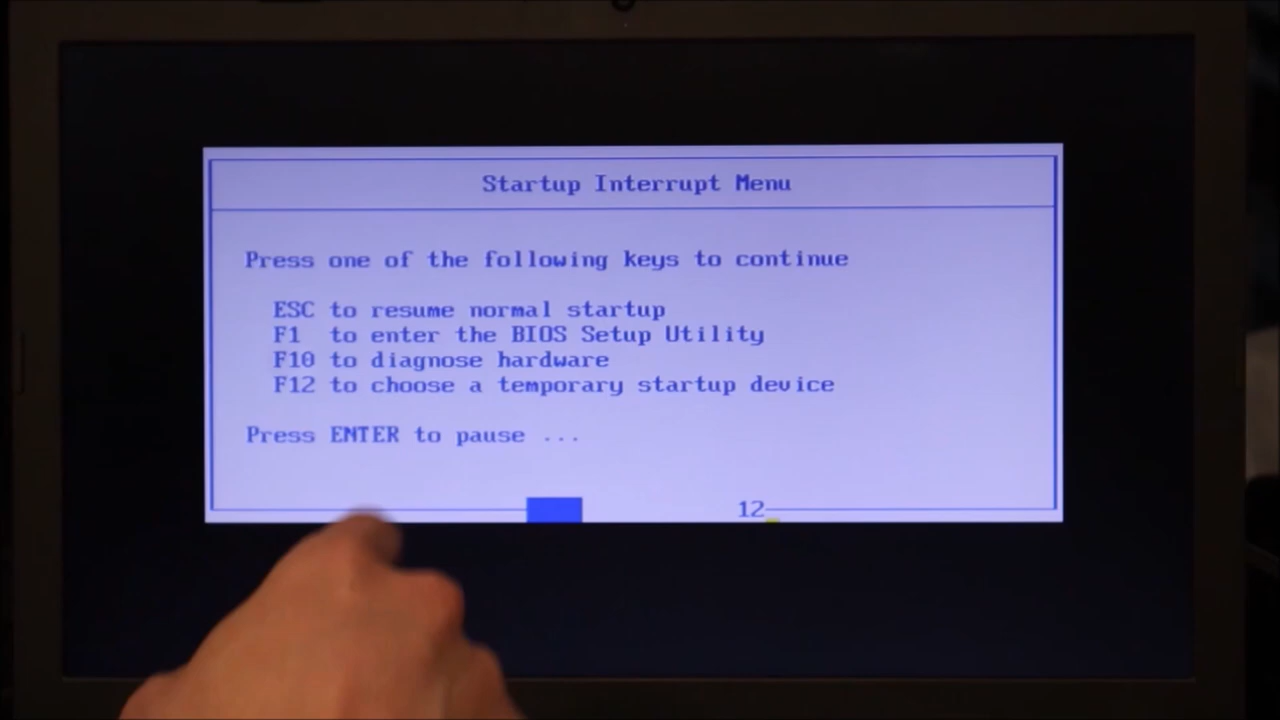 Startup Interrupt Menu
Press one of the following keys to continue
ESC to resume normal startup
F1 to enter the BIOS Setup Utility
F10 to diagnose hardware
F12 to choose a temporary startup device
Press ENTER to pause ...
12